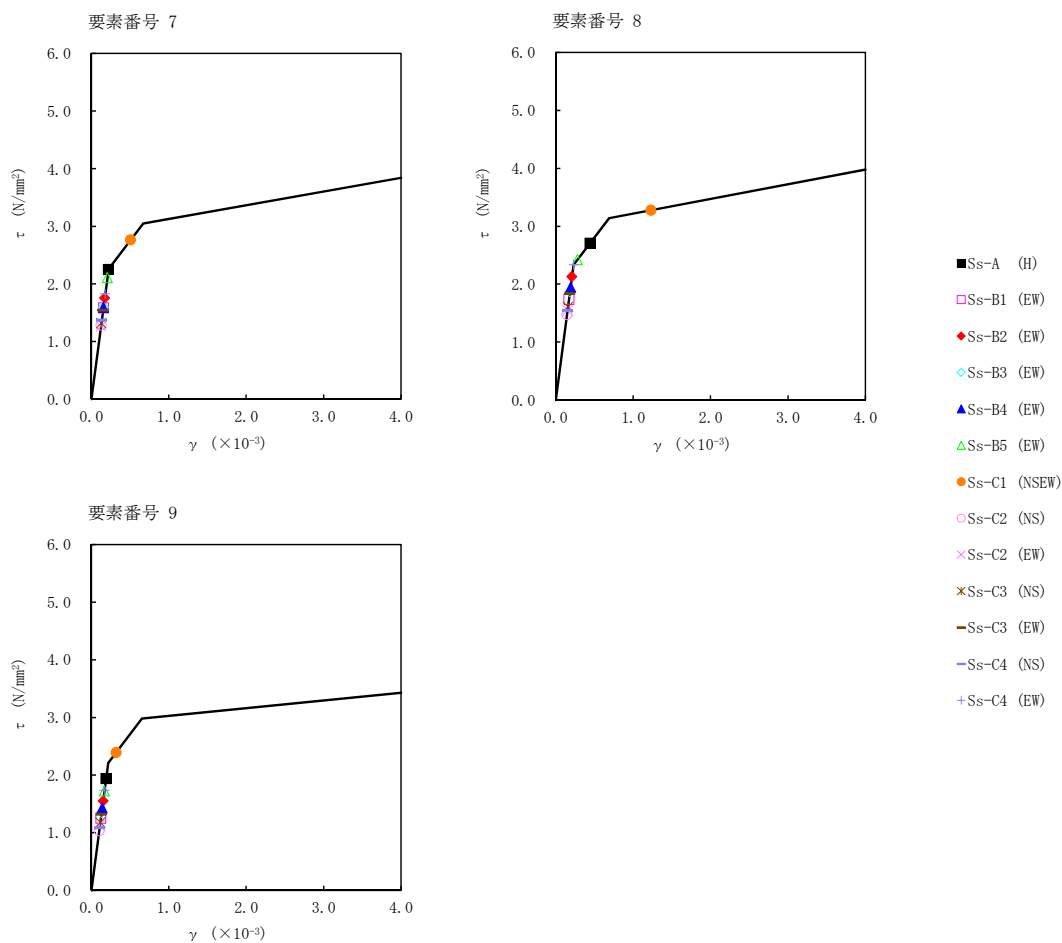 要素番号 7
6.0
5.0
4.0
3.0
2.0
1.0
0.0
τ (N/mm²)
0.0 1.0 2.0 3.0 4.0
γ (×10⁻³)
要素番号 8
6.0
5.0
4.0
3.0
2.0
1.0
0.0
τ (N/mm²)
0.0 1.0 2.0 3.0 4.0
γ (×10⁻³)
要素番号 9
6.0
5.0
4.0
3.0
2.0
1.0
0.0
τ (N/mm²)
0.0 1.0 2.0 3.0 4.0
γ (×10⁻³)
Ss-A (H)
Ss-B1 (EW)
Ss-B2 (EW)
Ss-B3 (EW)
Ss-B4 (EW)
Ss-B5 (EW)
Ss-C1 (NSEW)
Ss-C2 (NS)
Ss-C2 (EW)
Ss-C3 (NS)
Ss-C3 (EW)
Ss-C4 (NS)
Ss-C4 (EW)